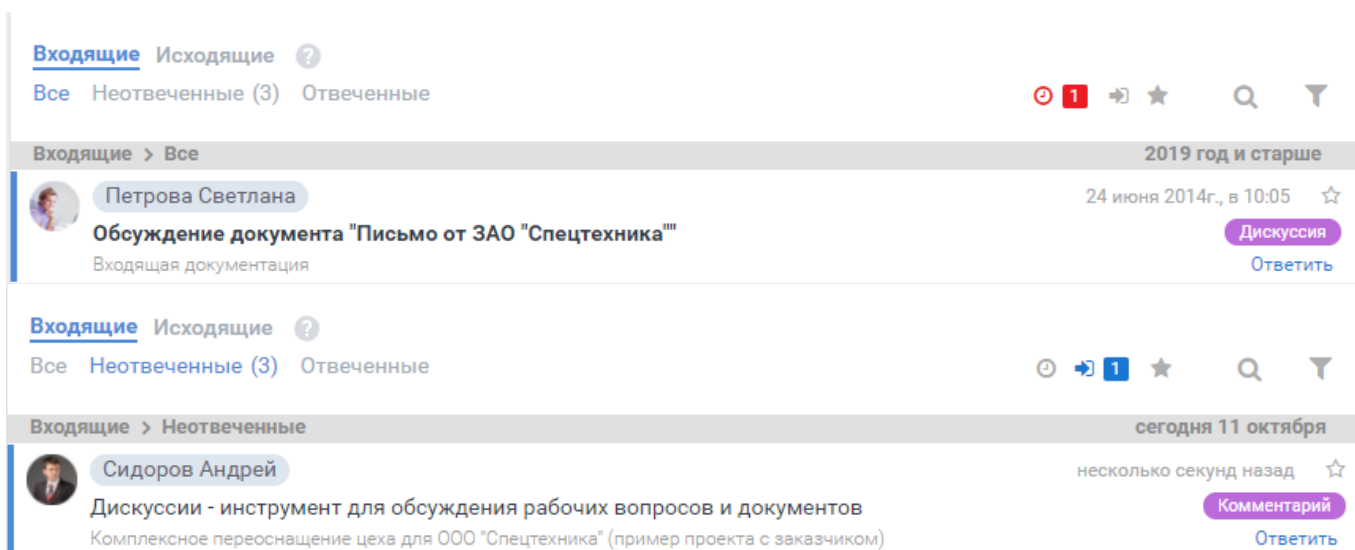 Входящие Исходящие ?
Все Неотвеченные (3) Отвеченные 1
Входящие > Все 2019 год и старше
Петрова Светлана 24 июня 2014г., в 10:05
Обсуждение документа "Письмо от ЗАО "Спецтехника"" Дискуссия
Входящая документация Ответить
Входящие Исходящие ?
Все Неотвеченные (3) Отвеченные 1
Входящие > Неотвеченные сегодня 11 октября
Сидоров Андрей несколько секунд назад
Дискуссии - инструмент для обсуждения рабочих вопросов и документов Комментарий
Комплексное переоснащение цеха для ООО "Спецтехника" (пример проекта с заказчиком) Ответить